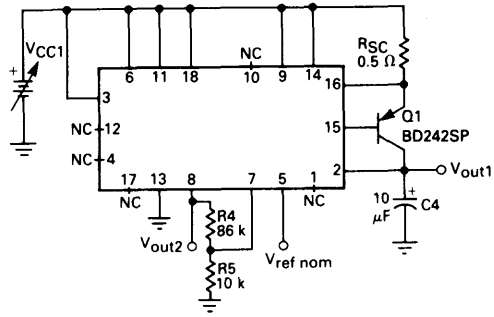 VCC1
+
6
11
18
NC
10
9
14
RSC
0.5 Ω
3
16
Q1
BD242SP
NC
12
15
NC
4
2
Vout1
17
13
8
7
5
1
NC
NC
10
μF
+
C4
R4
86 k
Vout2
R5
10 k
Vref nom